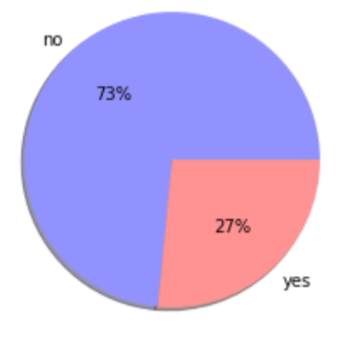 no
73%
27%
yes